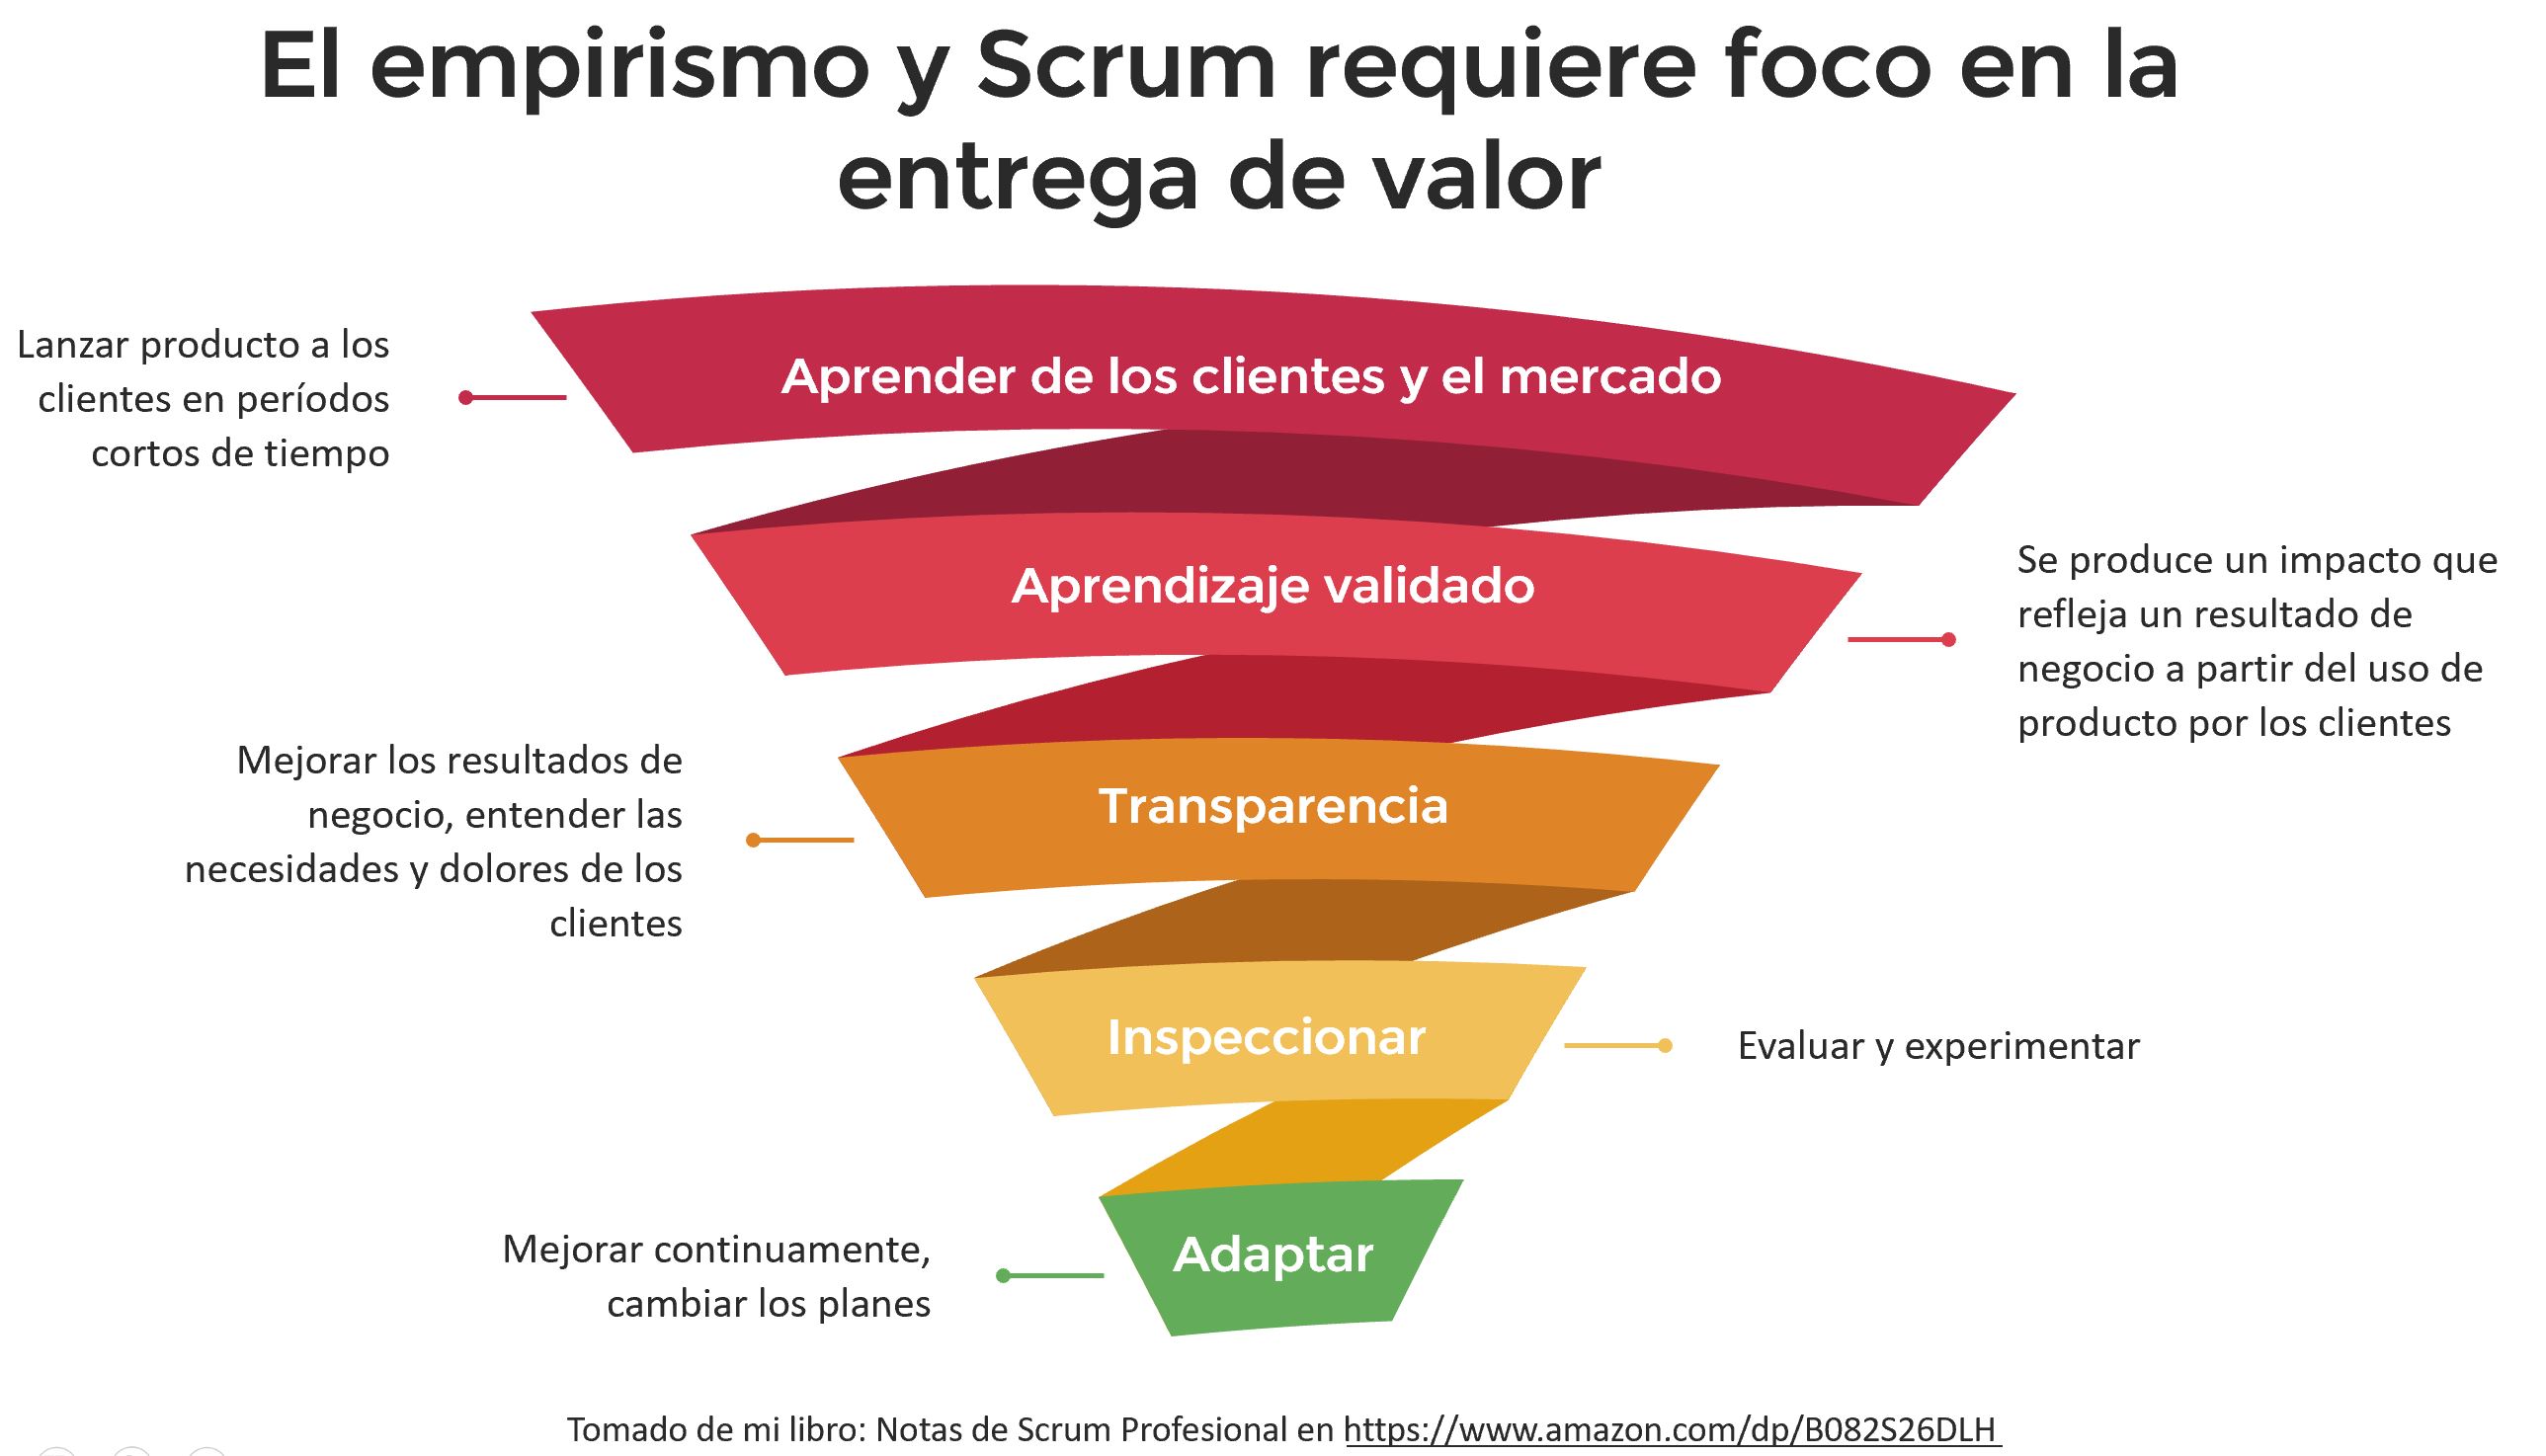 El empirismo y Scrum requiere foco en la
entrega de valor
Lanzar producto a los
clientes en períodos
cortos de tiempo
Aprender de los clientes y el mercado
Aprendizaje validado
Se produce un impacto que
refleja un resultado de
negocio a partir del uso de
producto por los clientes
Mejorar los resultados de
negocio, entender las
necesidades y dolores de los
clientes
Transparencia
Inspeccionar
Evaluar y experimentar
Mejorar continuamente,
cambiar los planes
Adaptar
Tomado de mi libro: Notas de Scrum Profesional en https://www.amazon.com/dp/B082S26DLH